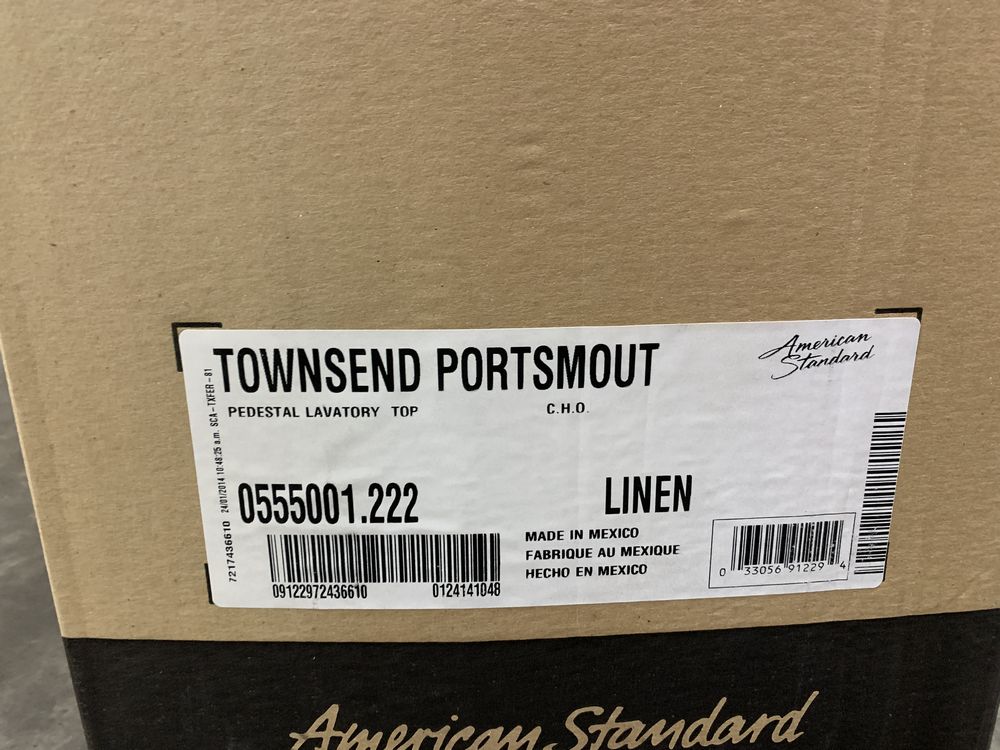 TOWNSEND PORTSMOUT
American
Standard
PEDESTAL LAVATORY TOP
C.H.O.
0555001.222
LINEN
09122972436610
0124141048
MADE IN MEXICO
FABRIQUE AU MEXIQUE
HECHO EN MEXICO
0 33056 91229 4
7217436610 24/01/2014 10:48:25 a.m. SCA-TXFER-81
American Standard